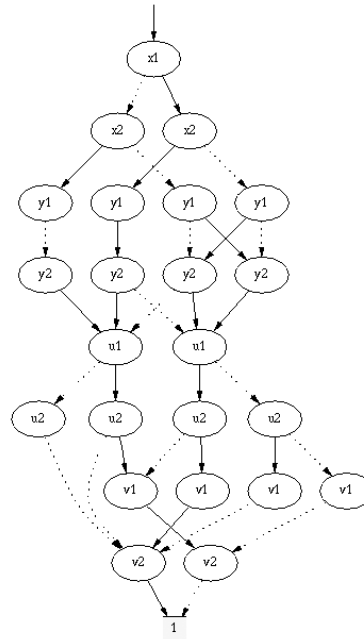 x1
x2 x2
y1 y1 y1 y1
y2 y2 y2 y2
u1 u1
u2 u2 u2 u2
v1 v1 v1 v1
v2 v2
1